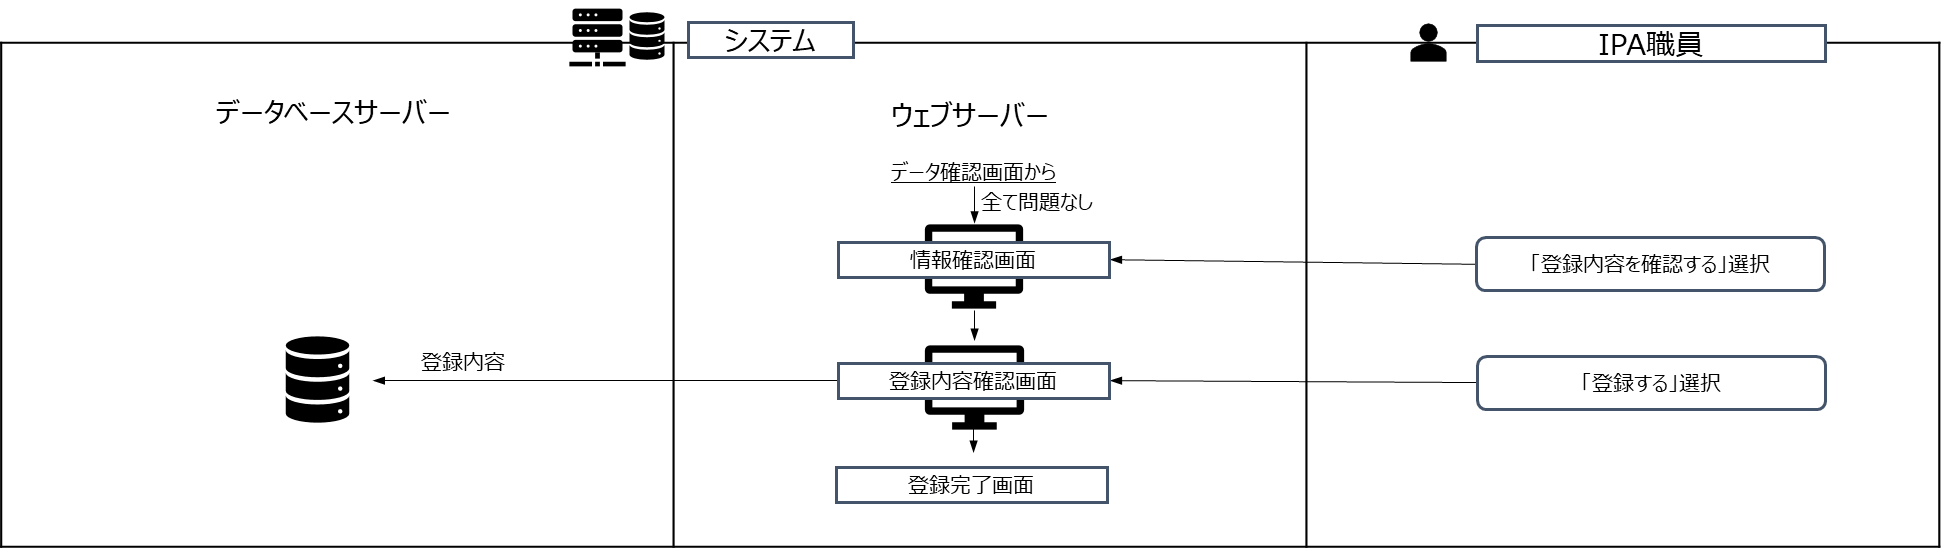 システム
IPA職員
データベースサーバー
ウェブサーバー
データ確認画面から
全て問題なし
情報確認画面
「登録内容を確認する」選択
登録内容
登録内容確認画面
「登録する」選択
登録完了画面